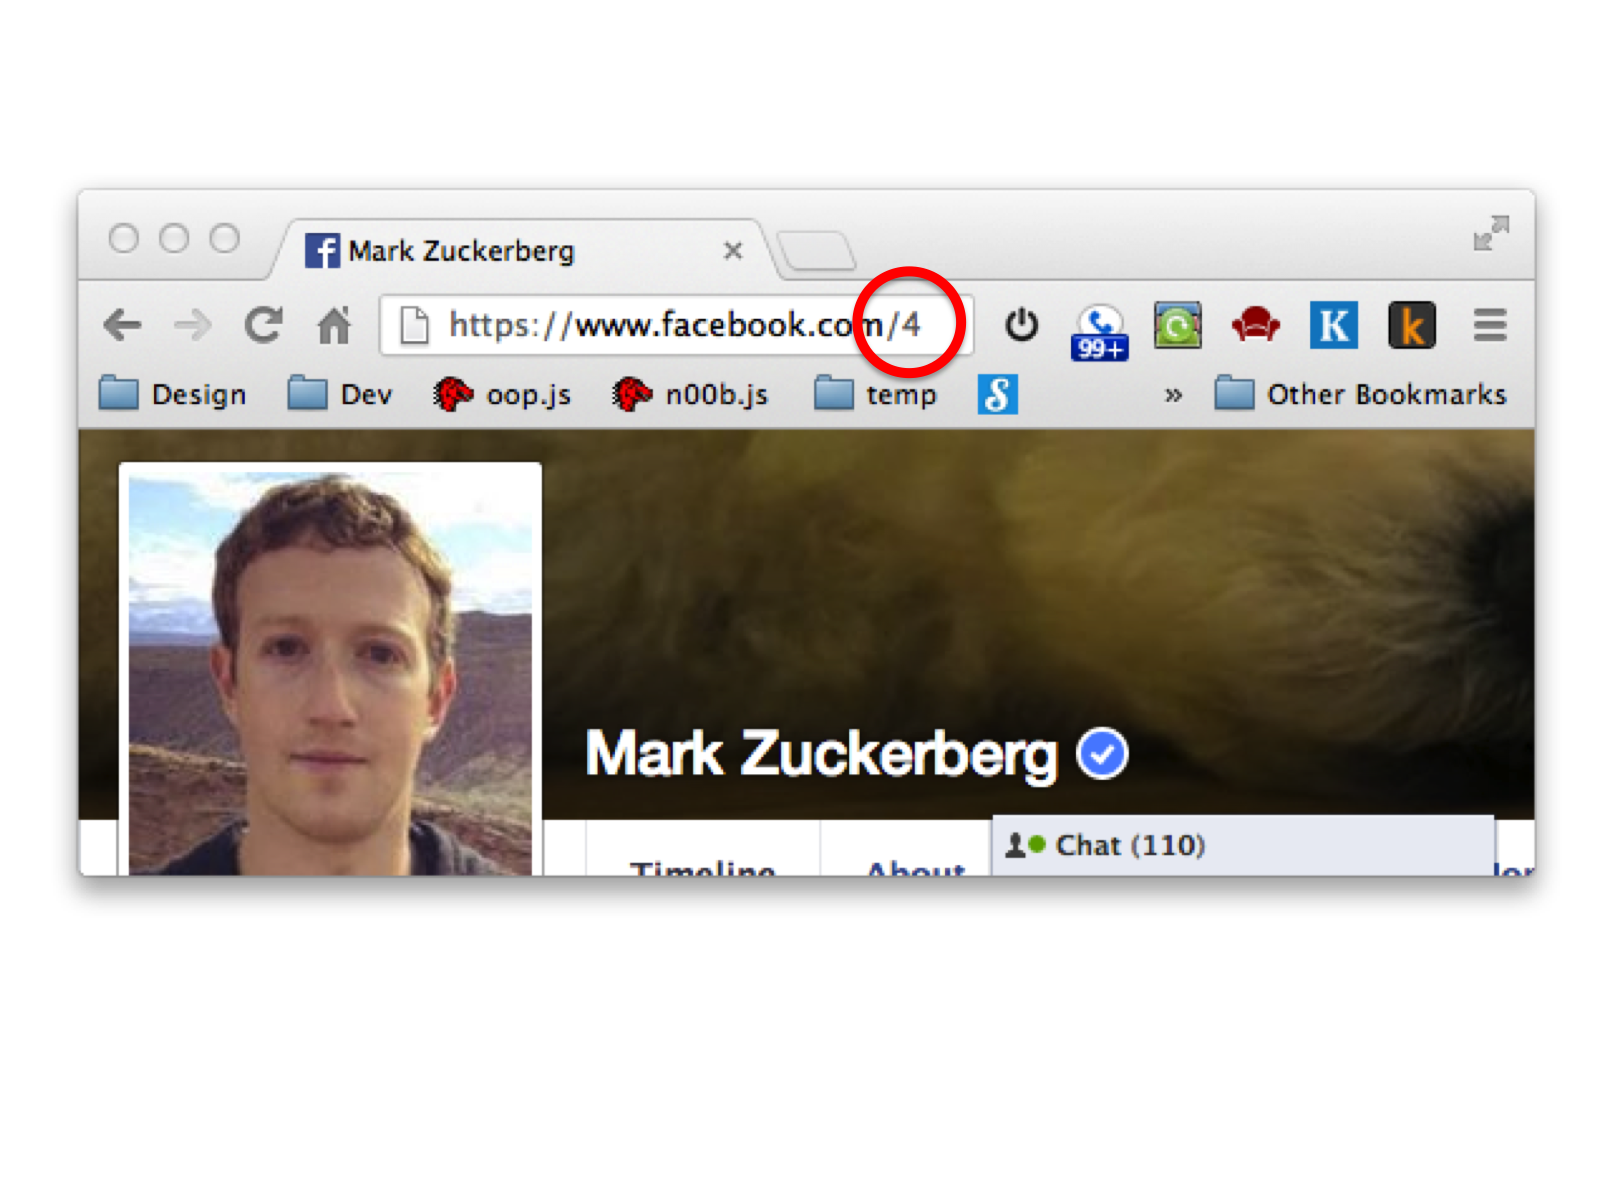 Mark Zuckerberg
https://www.facebook.com/4
99+
K
k
Design Dev oop.js n00b.js temp S » Other Bookmarks
Mark Zuckerberg
Chat (110)
Timeline About